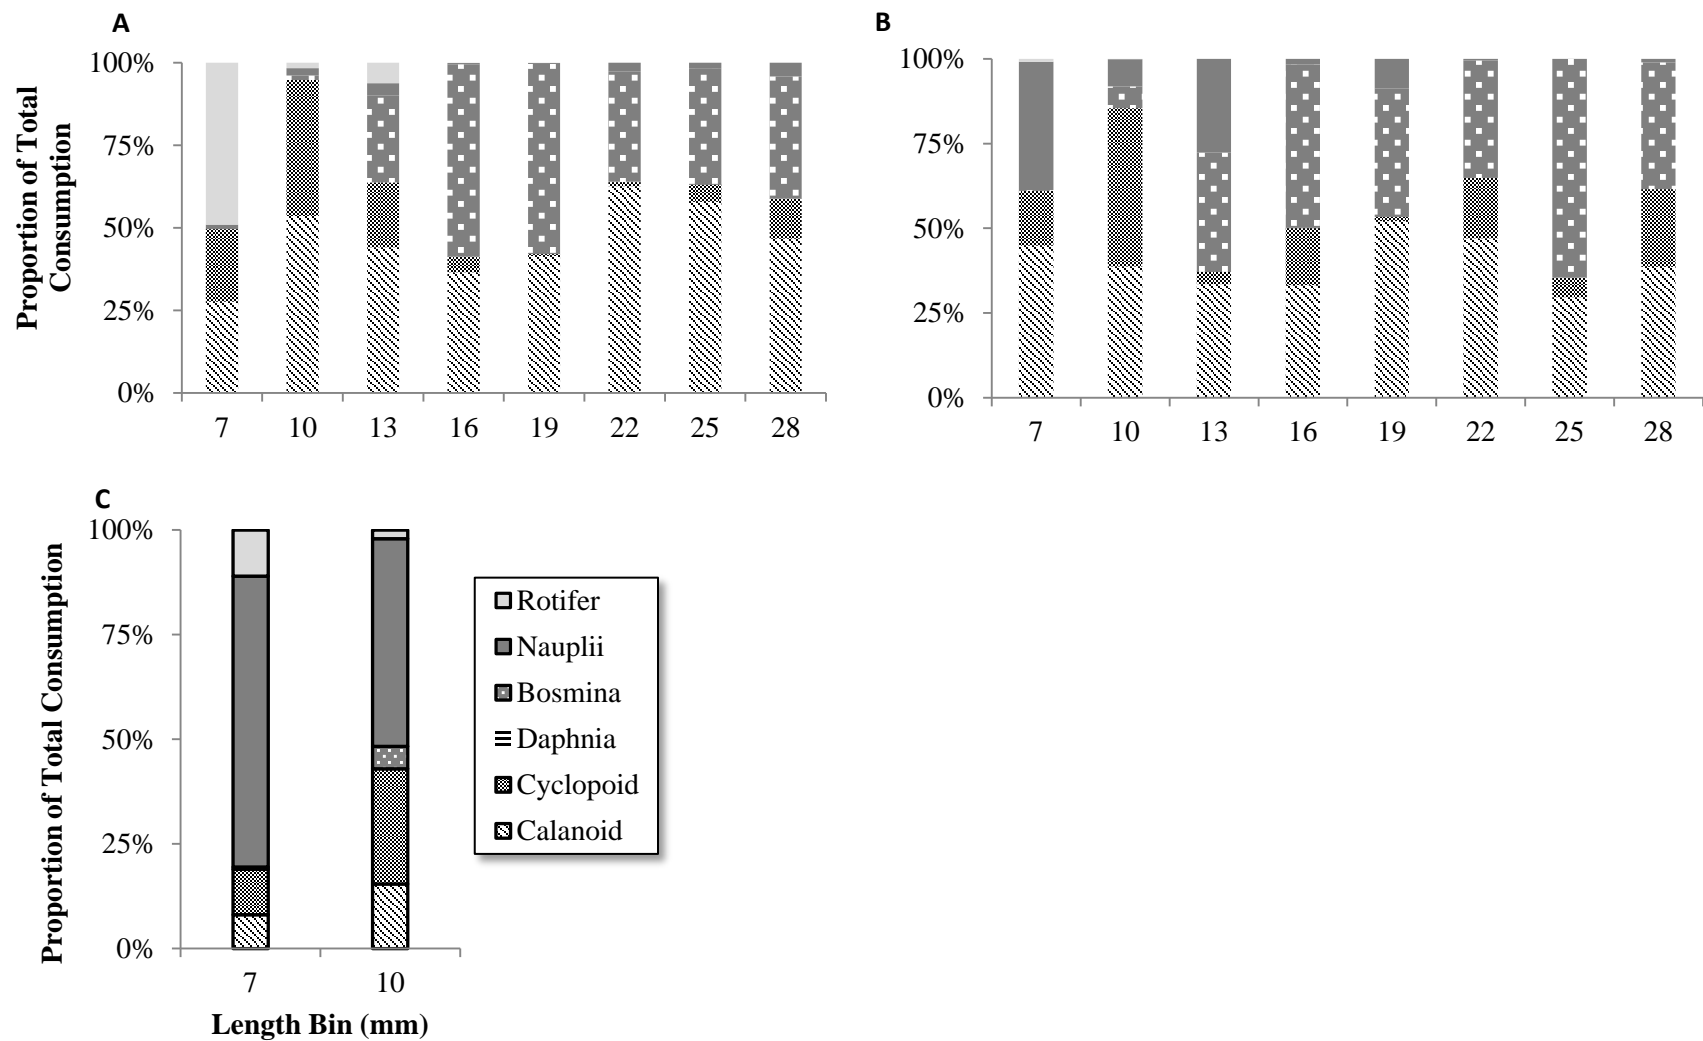 A
Proportion of Total
Consumption
100%
75%
50%
25%
0%
7 10 13 16 19 22 25 28
B
100%
75%
50%
25%
0%
7 10 13 16 19 22 25 28
C
Proportion of Total Consumption
100%
75%
50%
25%
0%
7 10
Length Bin (mm)
Rotifer
Nauplii
Bosmina
Daphnia
Cyclopoid
Calanoid